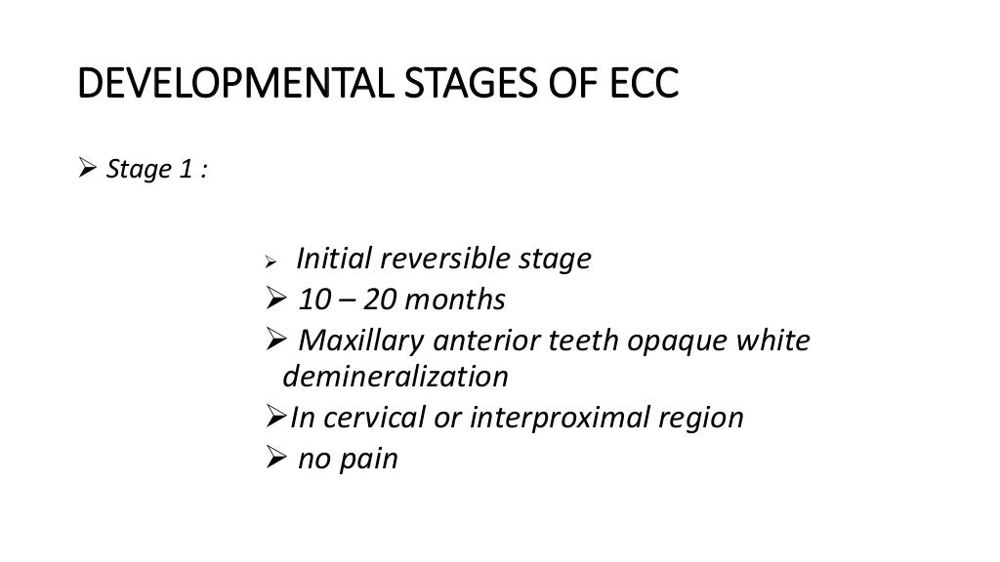 DEVELOPMENTAL STAGES OF ECC
➢ Stage 1 :
➢ Initial reversible stage
➢ 10 – 20 months
➢ Maxillary anterior teeth opaque white
demineralization
➢In cervical or interproximal region
➢ no pain